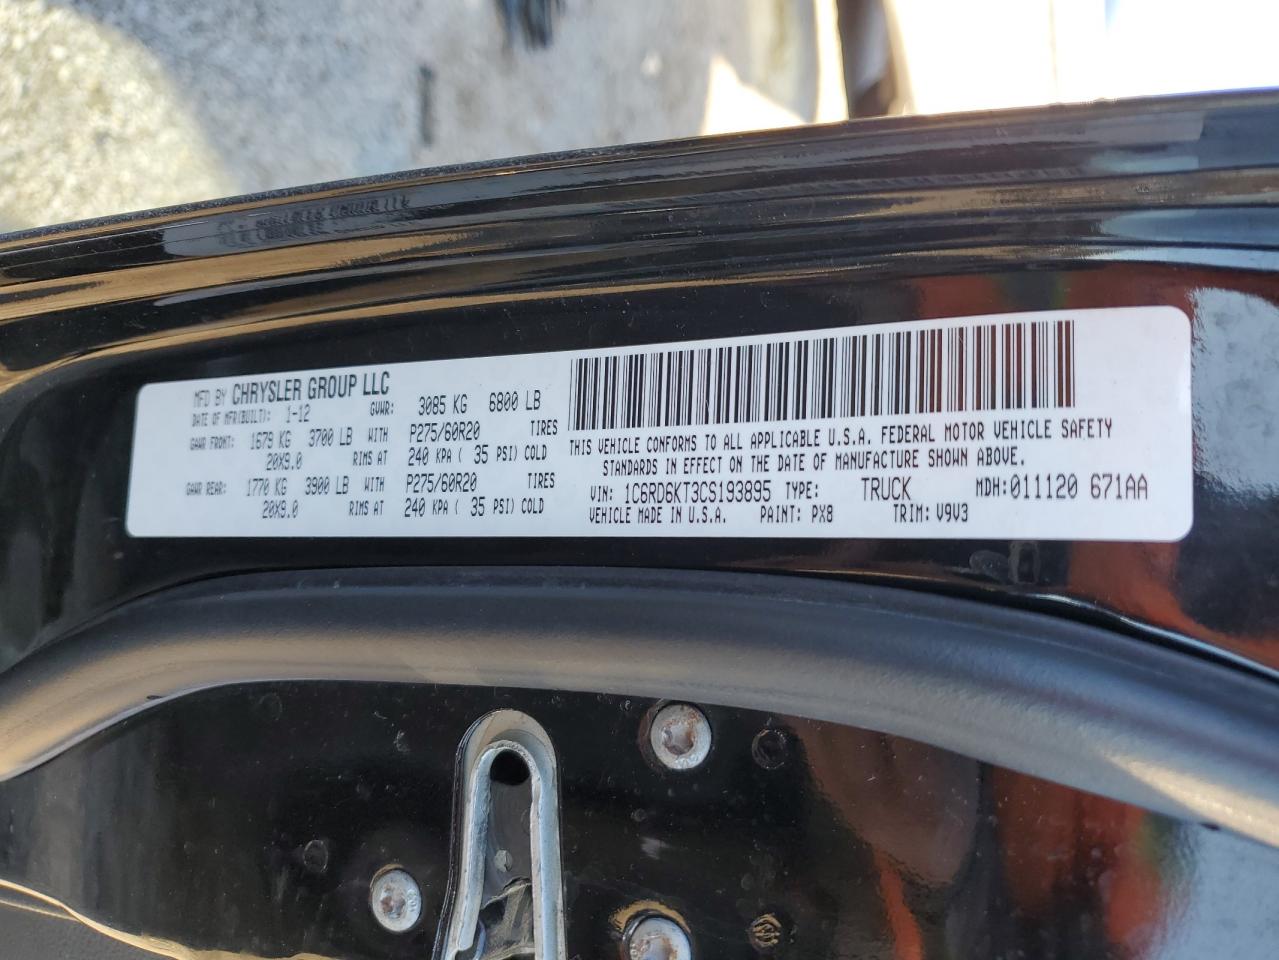 MFD BY CHRYSLER GROUP LLC
DATE OF MFR(BUILT): 1-12 GVWR: 3085 KG 6800 LB
GAWR FRONT: 1679 KG 3700 LB WITH P275/60R20 TIRES
20X9.0 RIMS AT 240 KPA ( 35 PSI) COLD
GAWR REAR: 1770 KG 3900 LB WITH P275/60R20 TIRES
20X9.0 RIMS AT 240 KPA ( 35 PSI) COLD
THIS VEHICLE CONFORMS TO ALL APPLICABLE U.S.A. FEDERAL MOTOR VEHICLE SAFETY
STANDARDS IN EFFECT ON THE DATE OF MANUFACTURE SHOWN ABOVE.
VIN: 1C6RD6KT3CS193895 TYPE: TRUCK MDH:011120 671AA
VEHICLE MADE IN U.S.A. PAINT: PX8 TRIM: V9V3